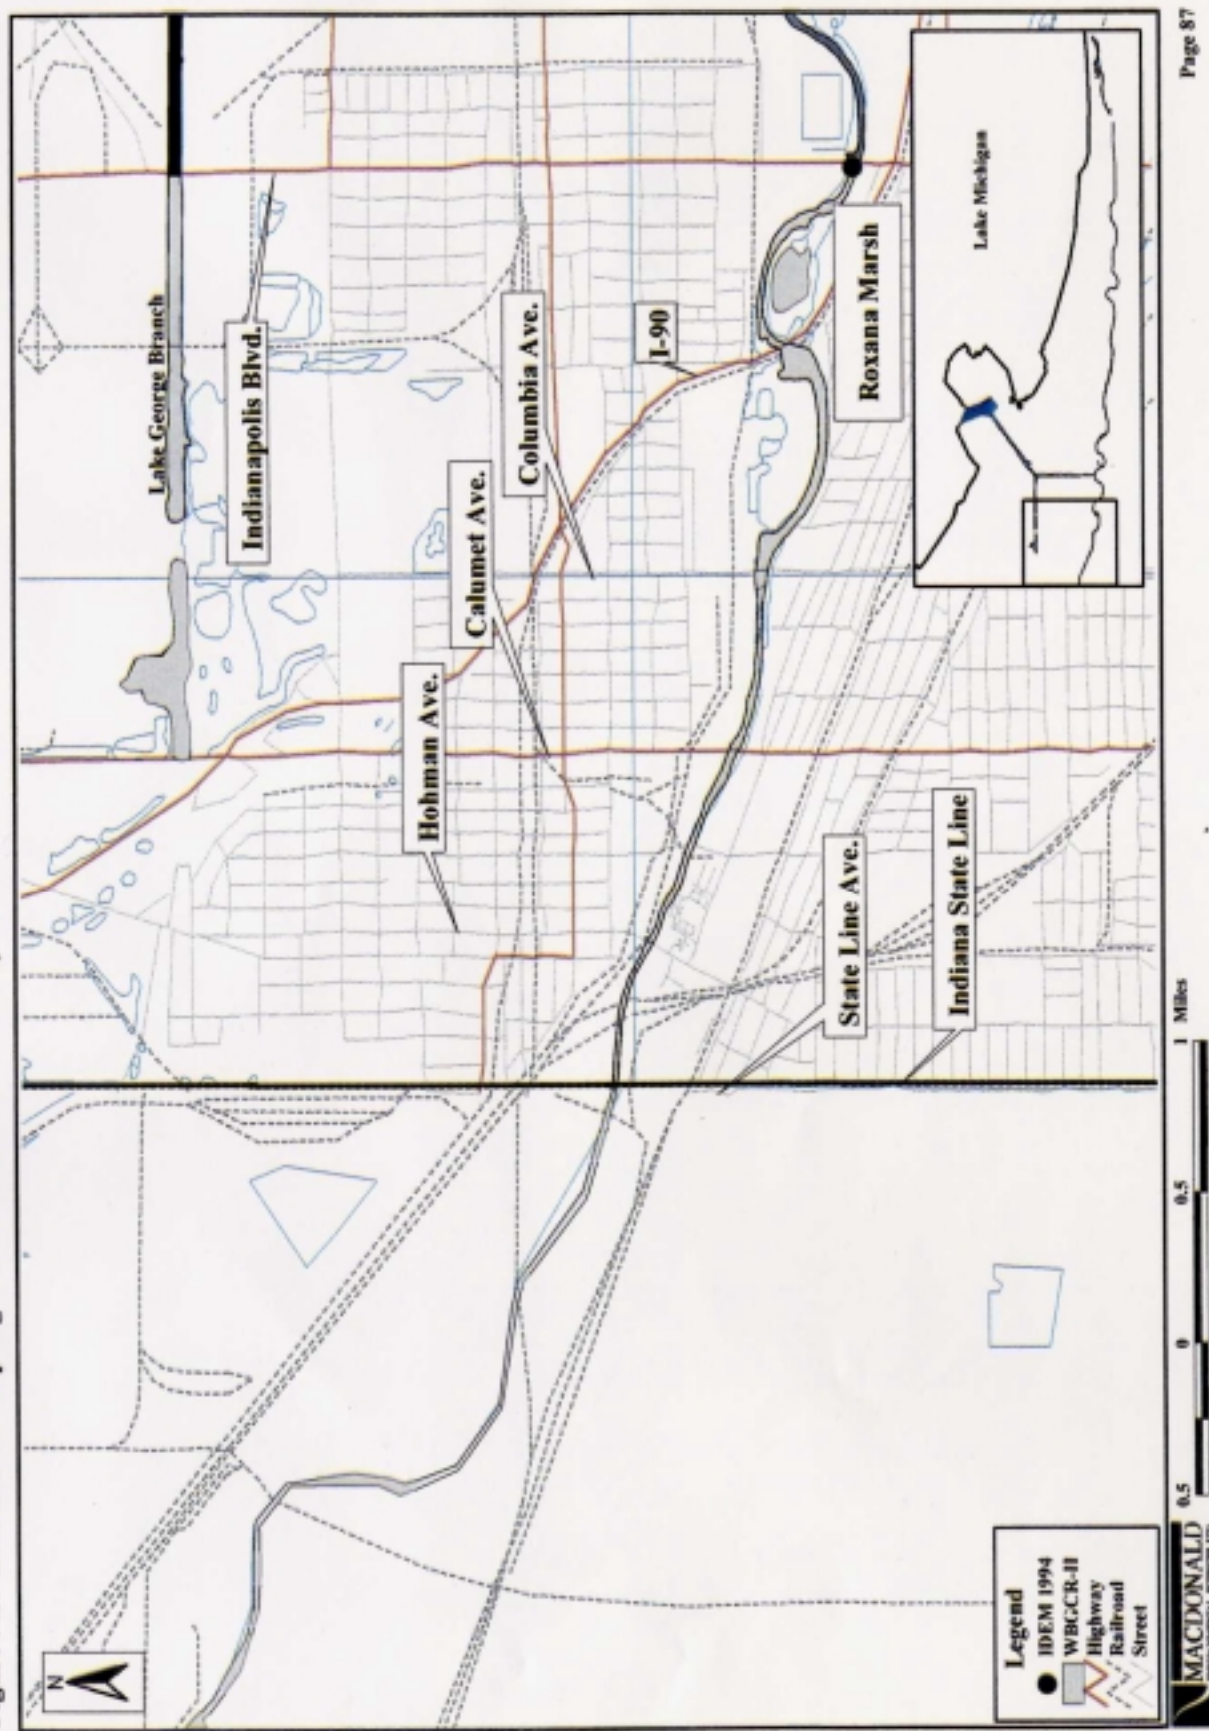 Page 87
Lake George Branch
Indianapolis Blvd.
Columbia Ave.
I-90
Calumet Ave.
Hohman Ave.
Roxana Marsh
Lake Michigan
State Line Ave.
Indiana State Line
N
Legend
IDEM 1994
WBGCR-II
Highway
Railroad
Street
MACDONALD
0.5 0 0.5 1 Miles